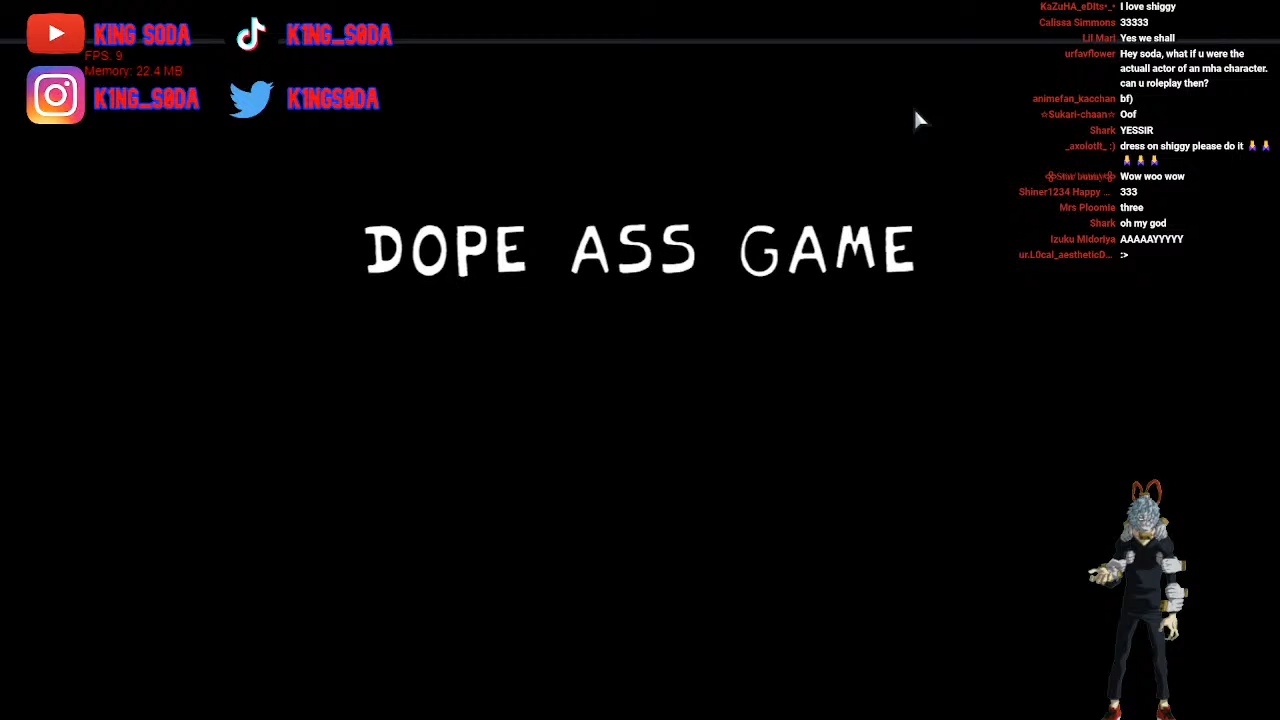 KING SODA
K1NG_S0DA
FPS: 9
Memory: 22.4 MB
K1NG_S0DA
K1NGS0DA
DOPE ASS GAME
KaZuHA_eDIts•_• I love shiggy
Calissa Simmons 33333
Lil Mari Yes we shall
urfavflower Hey soda, what if u were the
actuall actor of an mha character.
can u roleplay then?
animefan_kacchan bf)
☆Sukari-chaan☆ Oof
Shark YESSIR
_axolotlt_ :) dress on shiggy please do it
Wow woo wow
Shiner1234 Happy ... 333
Mrs Ploomie three
Shark oh my god
Izuku Midoriya AAAAAYYYYY
ur.L0cal_aestheticD... :>